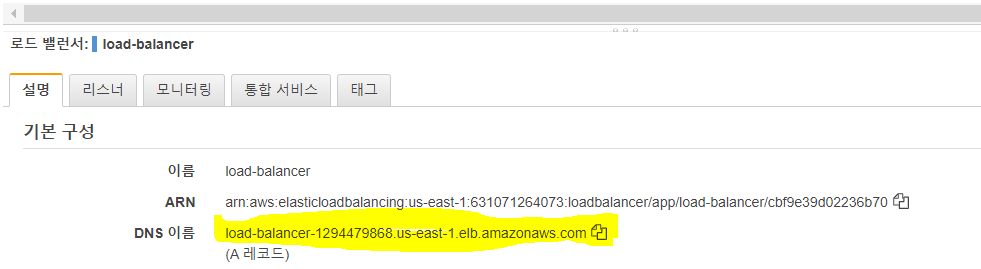 로드 밸런서: load-balancer
설명 리스너 모니터링 통합 서비스 태그
기본 구성
이름 load-balancer
ARN arn:aws:elasticloadbalancing:us-east-1:631071264073:loadbalancer/app/load-balancer/cbf9e39d02236b70
DNS 이름 load-balancer-1294479868.us-east-1.elb.amazonaws.com
(A 레코드)